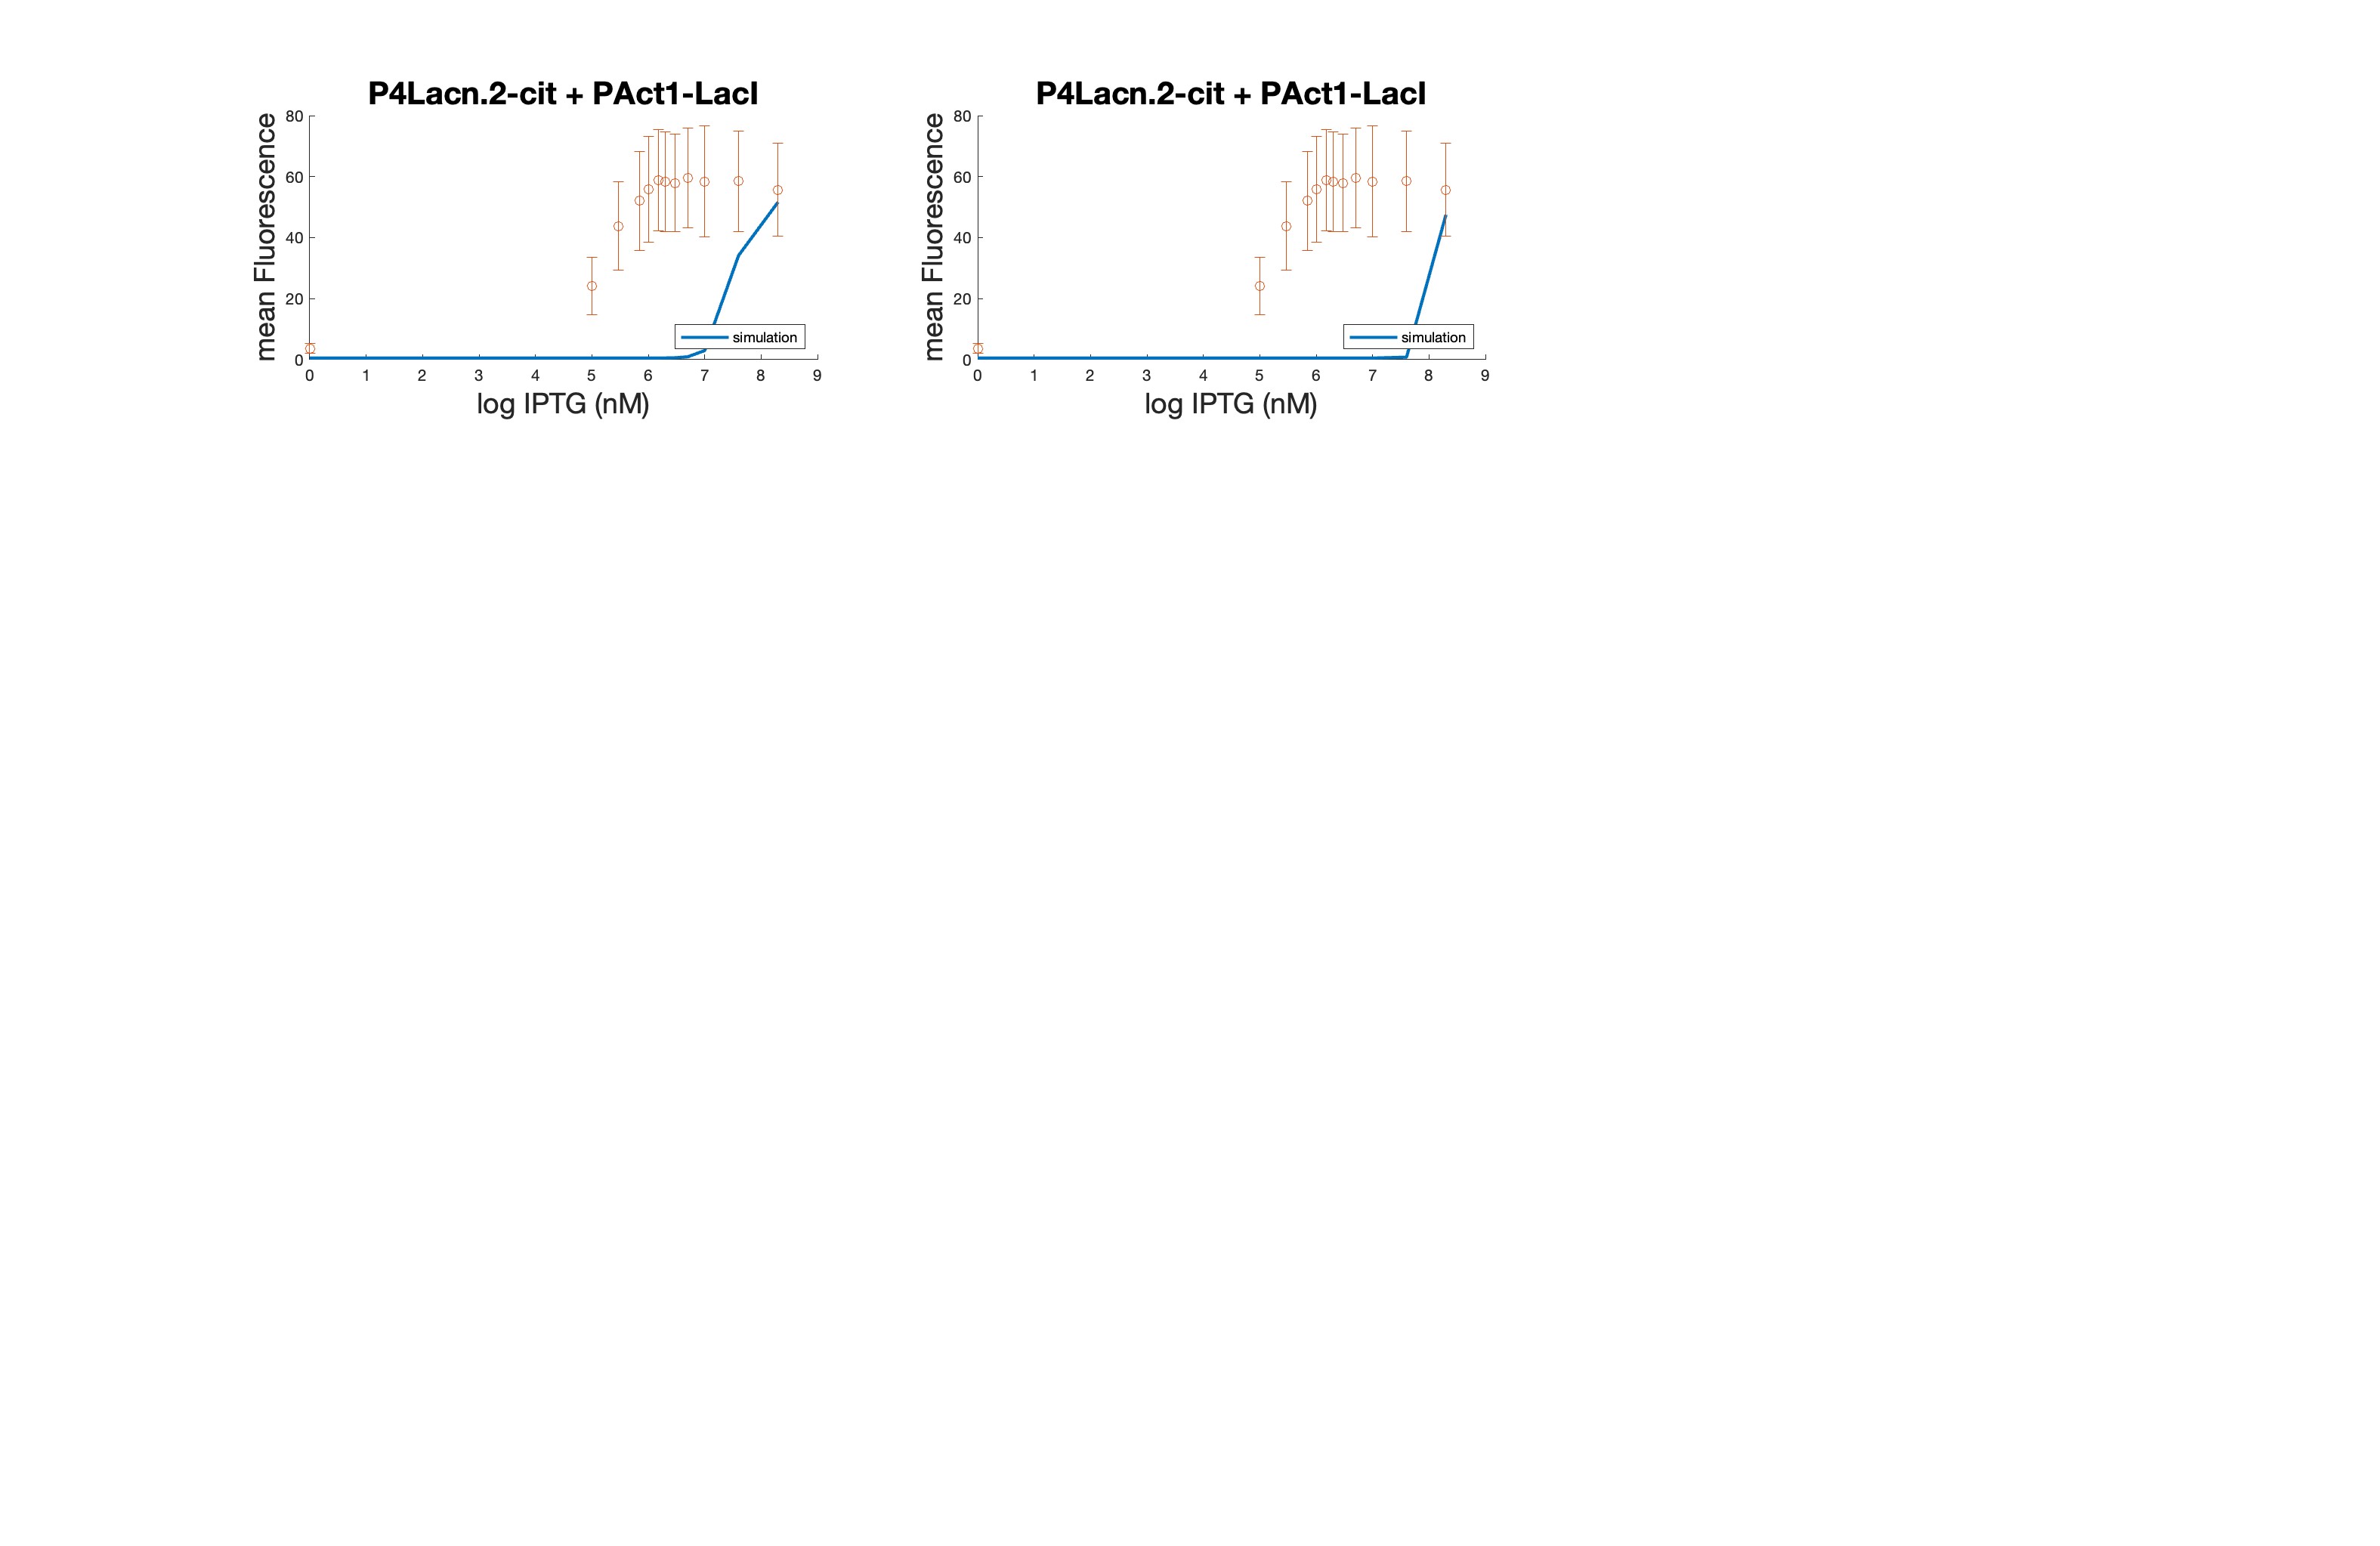 P4Lacn.2-cit + PAct1-LacI
mean Fluorescence
80
60
40
20
0
simulation
0 1 2 3 4 5 6 7 8 9
log IPTG (nM)
P4Lacn.2-cit + PAct1-LacI
mean Fluorescence
80
60
40
20
0
simulation
0 1 2 3 4 5 6 7 8 9
log IPTG (nM)